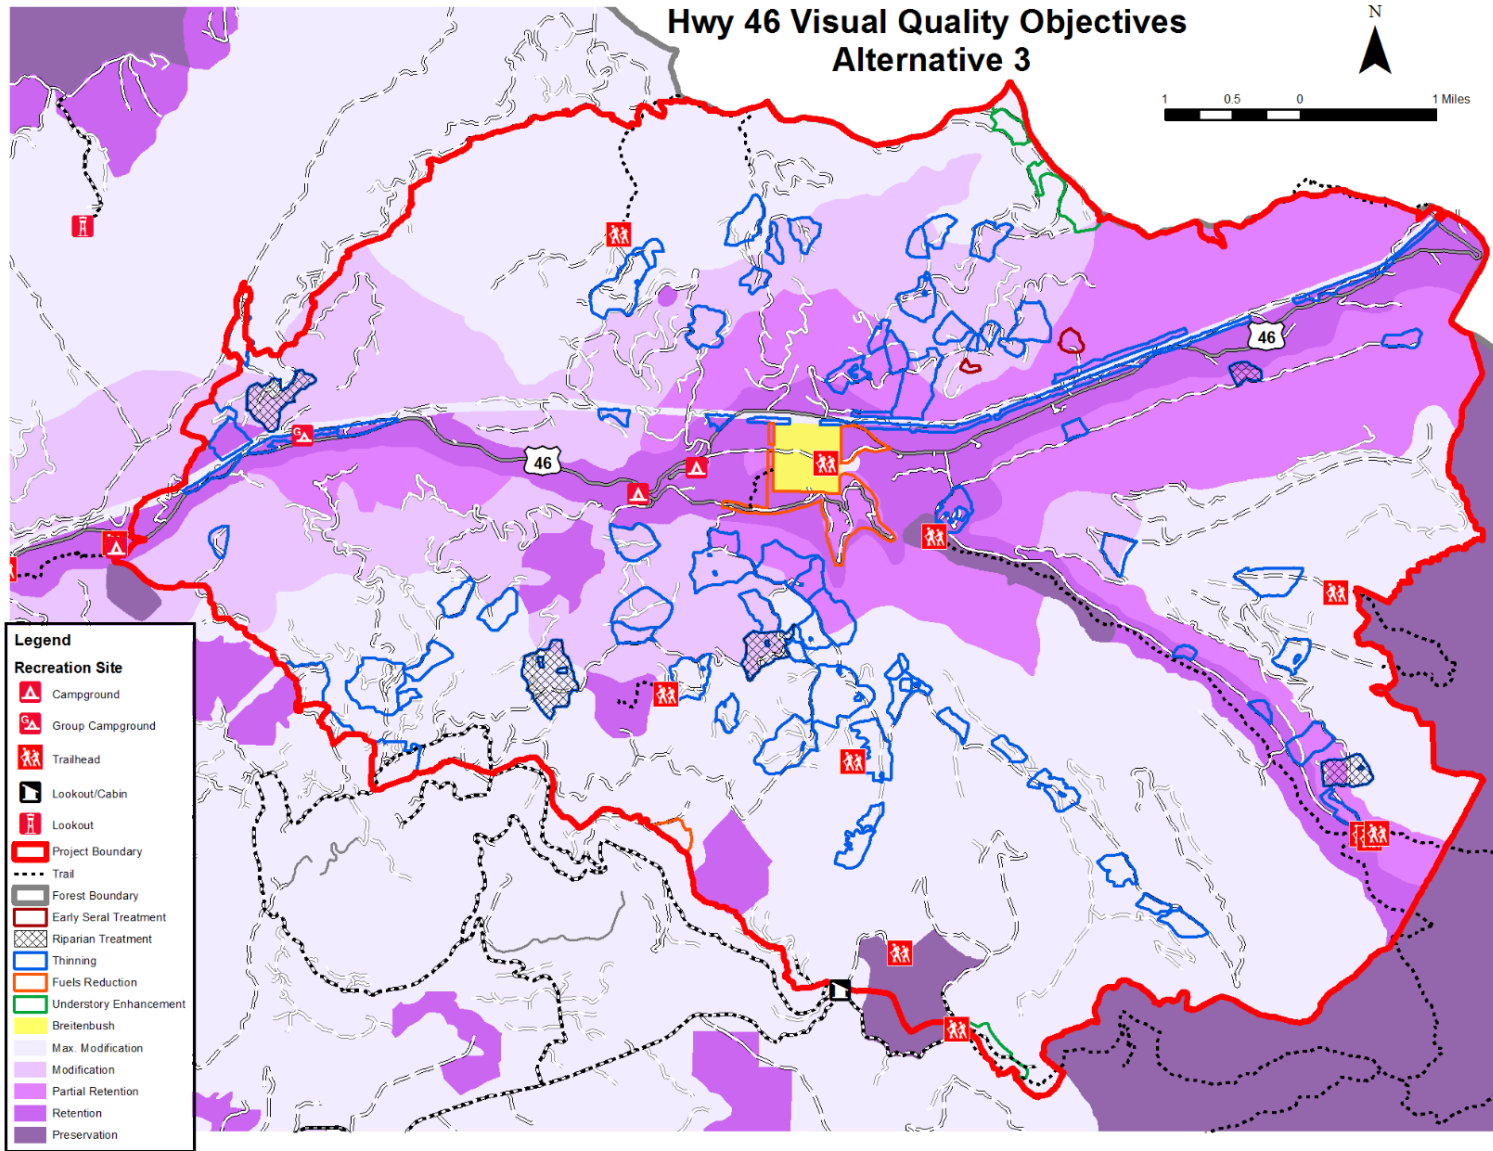 Hwy 46 Visual Quality Objectives
Alternative 3
N
1 0.5 0 1 Miles
46
46
G
Legend
Recreation Site
Campground
G
Group Campground
Trailhead
Lookout/Cabin
Lookout
Project Boundary
Trail
Forest Boundary
Early Seral Treatment
Riparian Treatment
Thinning
Fuels Reduction
Understory Enhancement
Breitenbush
Max. Modification
Modification
Partial Retention
Retention
Preservation